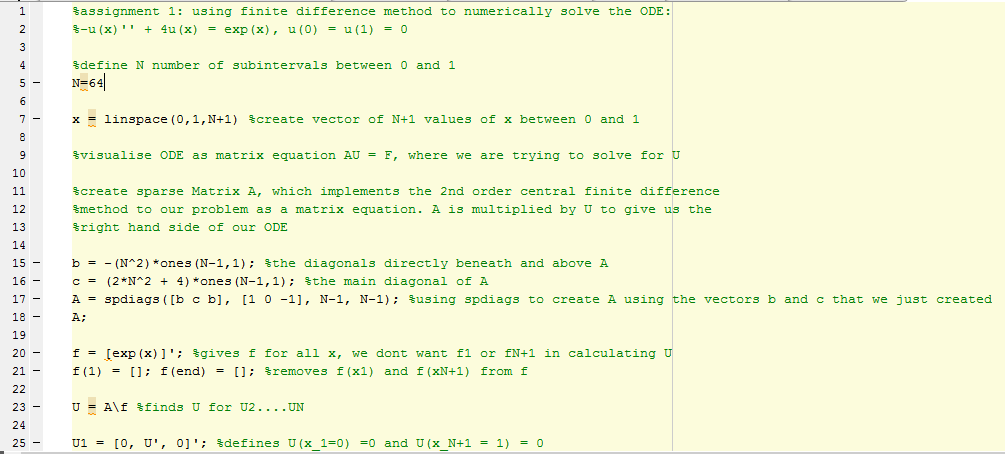 1 %assignment 1: using finite difference method to numerically solve the ODE:
2 %-u(x)'' + 4u(x) = exp(x), u(0) = u(1) = 0
3
4 %define N number of subintervals between 0 and 1
5 - N=64
6
7 - x = linspace(0,1,N+1) %create vector of N+1 values of x between 0 and 1
8
9 %visualise ODE as matrix equation AU = F, where we are trying to solve for U
10
11 %create sparse Matrix A, which implements the 2nd order central finite difference
12 %method to our problem as a matrix equation. A is multiplied by U to give us the
13 %right hand side of our ODE
14
15 - b = -(N^2)*ones(N-1,1); %the diagonals directly beneath and above A
16 - c = (2*N^2 + 4)*ones(N-1,1); %the main diagonal of A
17 - A = spdiags([b c b], [1 0 -1], N-1, N-1); %using spdiags to create A using the vectors b and c that we just created
18 - A;
19
20 - f = [exp(x)]'; %gives f for all x, we dont want f1 or fN+1 in calculating U
21 - f(1) = []; f(end) = []; %removes f(x1) and f(xN+1) from f
22
23 - U = A\f %finds U for U2....UN
24
25 - U1 = [0, U', 0]'; %defines U(x_1=0) =0 and U(x_N+1 = 1) = 0